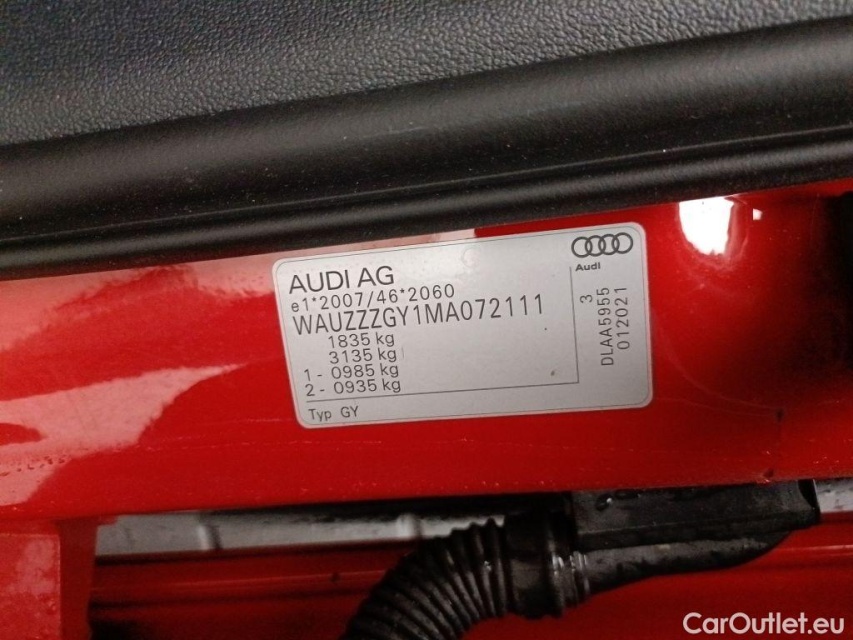 AUDI AG
e1*2007/46*2060
WAUZZZGY1MA072111
1835 kg
3135 kg
1 - 0985 kg
2 - 0935 kg
Typ GY
Audi
3
DLAA5955
012021
CarOutlet.eu